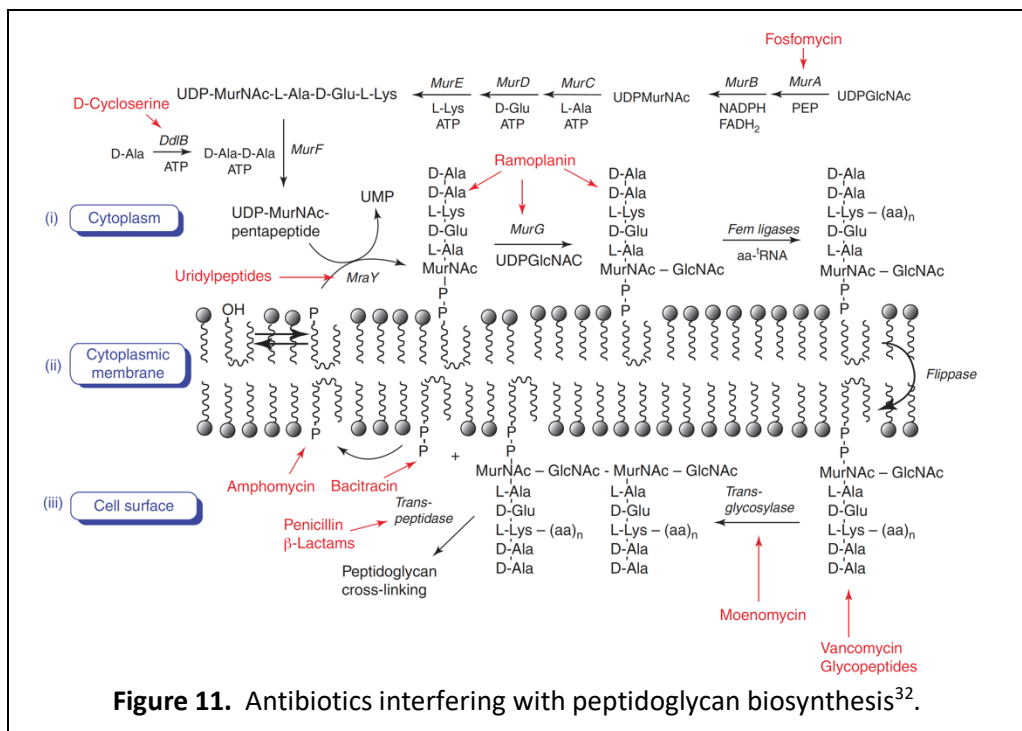 Fosfomycin
MurE
MurD
MurC
MurB
MurA
UDP-MurNAc-L-Ala-D-Glu-L-Lys
UDPMurNAc
UDPGlcNAc
L-Lys
ATP
D-Glu
ATP
L-Ala
ATP
NADPH
FADH2
PEP
D-Cycloserine
DdlB
D-Ala
ATP
D-Ala-D-Ala
ATP
MurF
Ramoplanin
D-Ala
D-Ala
L-Lys
D-Glu
L-Ala
MurNAc
P
P
D-Ala
D-Ala
L-Lys
D-Glu
L-Ala
MurNAc – GlcNAc
P
P
D-Ala
D-Ala
L-Lys – (aa)n
D-Glu
L-Ala
MurNAc – GlcNAc
P
P
(i) Cytoplasm
UDP-MurNAc-
pentapeptide
UMP
MurG
UDPGlcNAC
Fem ligases
aa-tRNA
Uridylpeptides
MraY
OH
P
(ii) Cytoplasmic
membrane
Flippase
P
P
P
P
P
P
P
+
Amphomycin
Bacitracin
MurNAc – GlcNAc - MurNAc – GlcNAc
MurNAc – GlcNAc
(iii) Cell surface
Trans-
peptidase
Penicillin
β-Lactams
L-Ala
D-Glu
L-Lys – (aa)n
D-Ala
D-Ala
L-Ala
D-Glu
L-Lys – (aa)n
D-Ala
D-Ala
Trans-
glycosylase
L-Ala
D-Glu
L-Lys – (aa)n
D-Ala
D-Ala
Peptidoglycan
cross-linking
Moenomycin
Vancomycin
Glycopeptides
Figure 11. Antibiotics interfering with peptidoglycan biosynthesis32.